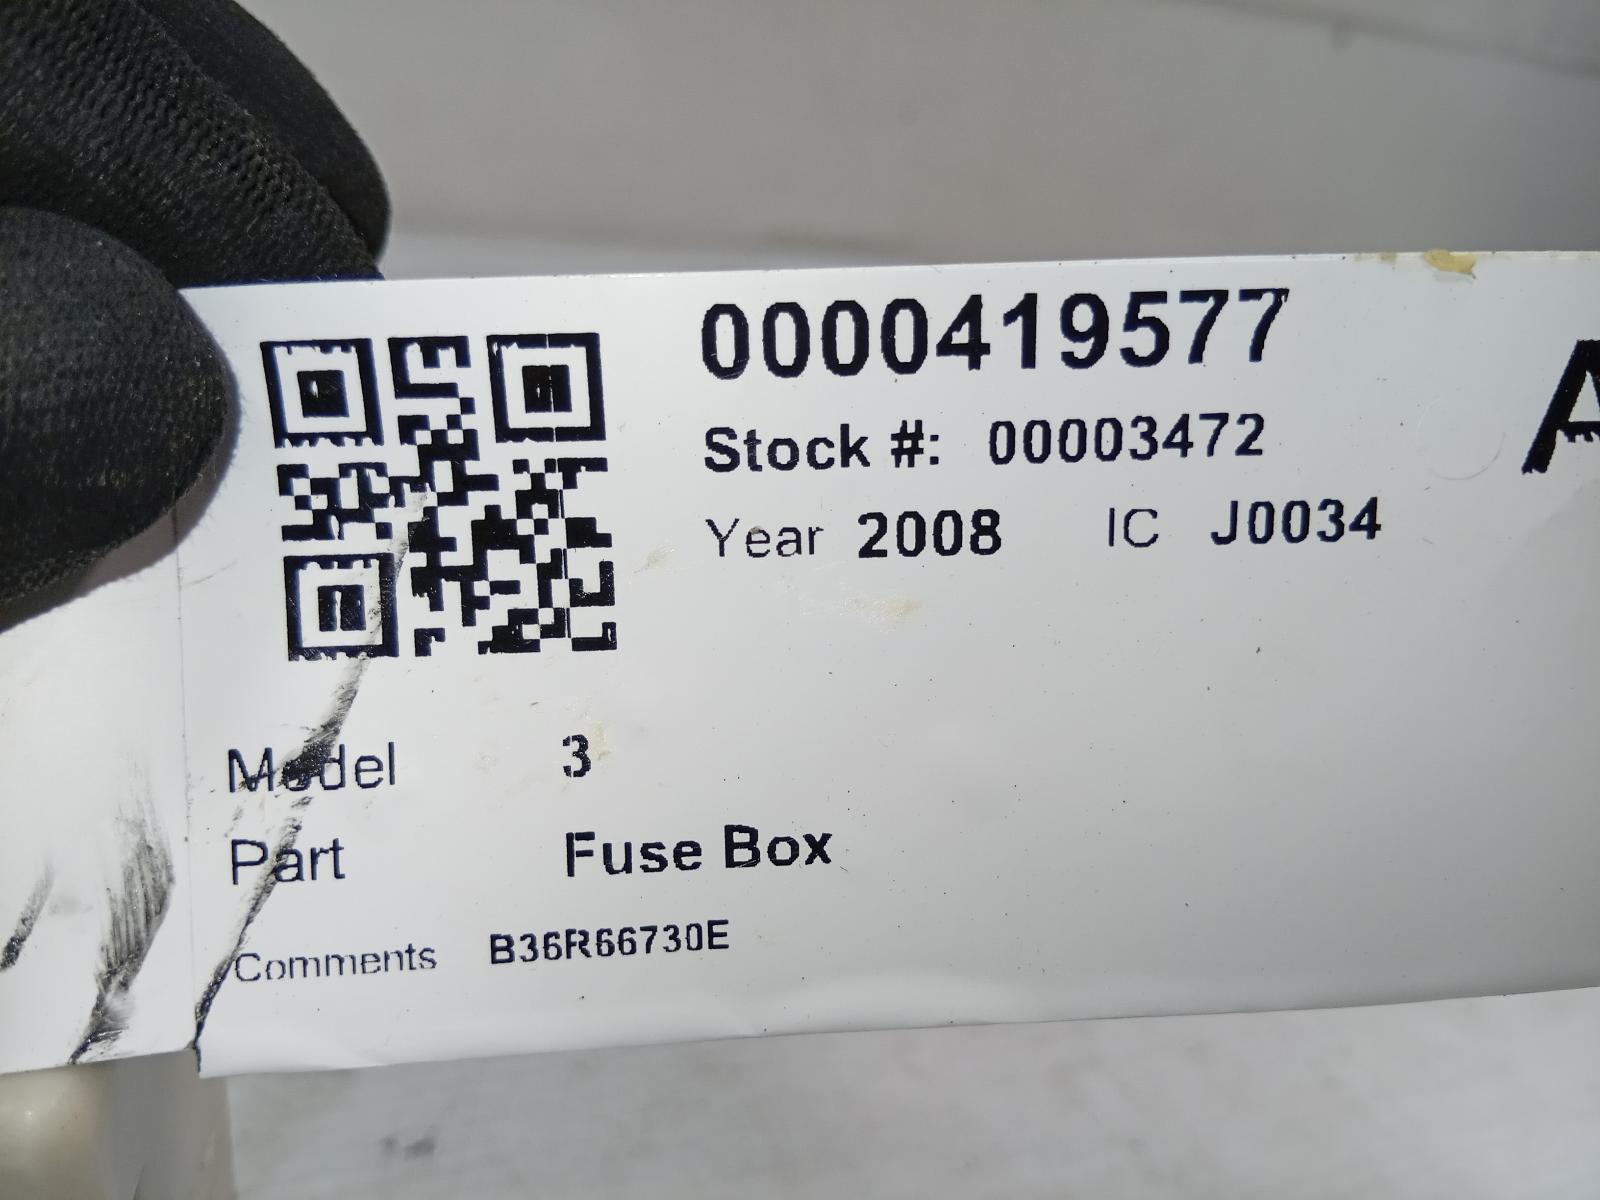 0000419577
Stock #: 00003472
A
Year 2008 IC J0034
Model 3
Part Fuse Box
Comments B36R66730E